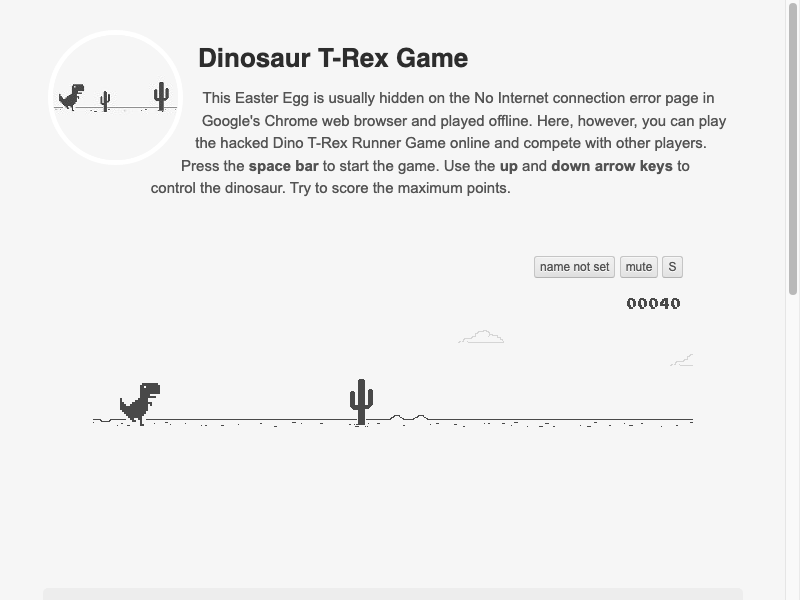 Dinosaur T-Rex Game
This Easter Egg is usually hidden on the No Internet connection error page in
Google's Chrome web browser and played offline. Here, however, you can play
the hacked Dino T-Rex Runner Game online and compete with other players.
Press the space bar to start the game. Use the up and down arrow keys to
control the dinosaur. Try to score the maximum points.
name not set mute S
00040